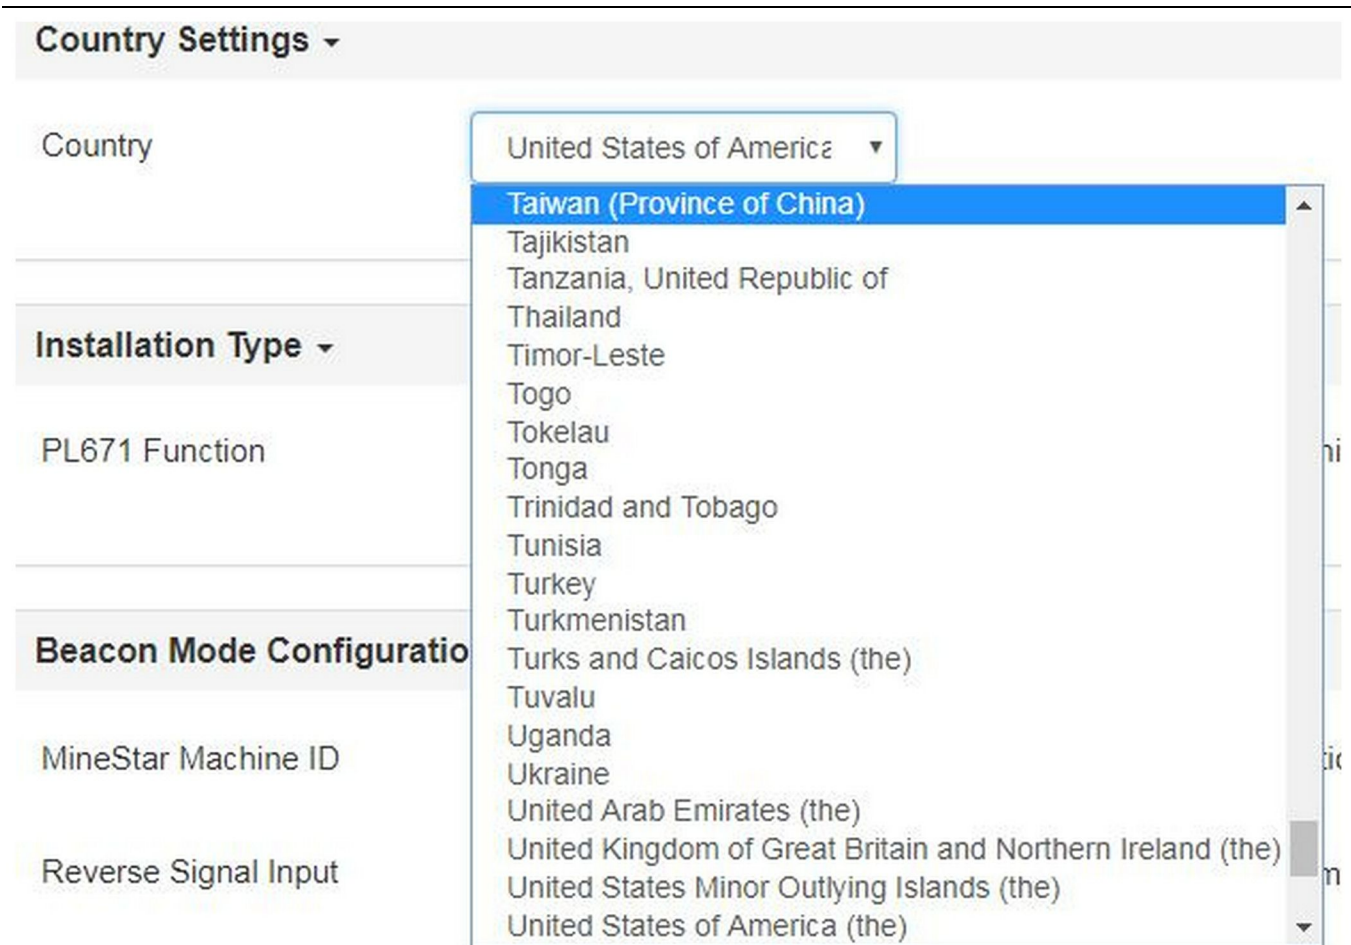 Country Settings
Country
United States of America
Taiwan (Province of China)
Tajikistan
Tanzania, United Republic of
Thailand
Timor-Leste
Togo
Tokelau
Tonga
Trinidad and Tobago
Tunisia
Turkey
Turkmenistan
Turks and Caicos Islands (the)
Tuvalu
Uganda
Ukraine
United Arab Emirates (the)
United Kingdom of Great Britain and Northern Ireland (the)
United States Minor Outlying Islands (the)
United States of America (the)
Installation Type
PL671 Function
Beacon Mode Configuratio
MineStar Machine ID
Reverse Signal Input